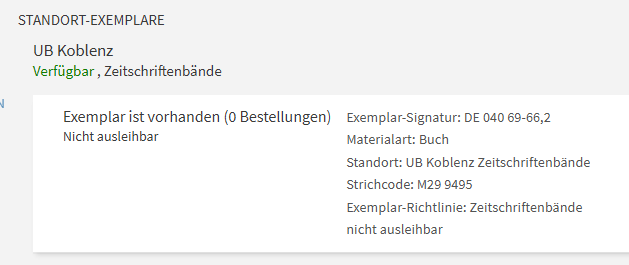 STANDORT-EXEMPLARE
UB Koblenz
Verfügbar , Zeitschriftenbände
N
Exemplar ist vorhanden (0 Bestellungen)
Nicht ausleihbar
Exemplar-Signatur: DE 040 69-66,2
Materialart: Buch
Standort: UB Koblenz Zeitschriftenbände
Strichcode: M29 9495
Exemplar-Richtlinie: Zeitschriftenbände
nicht ausleihbar